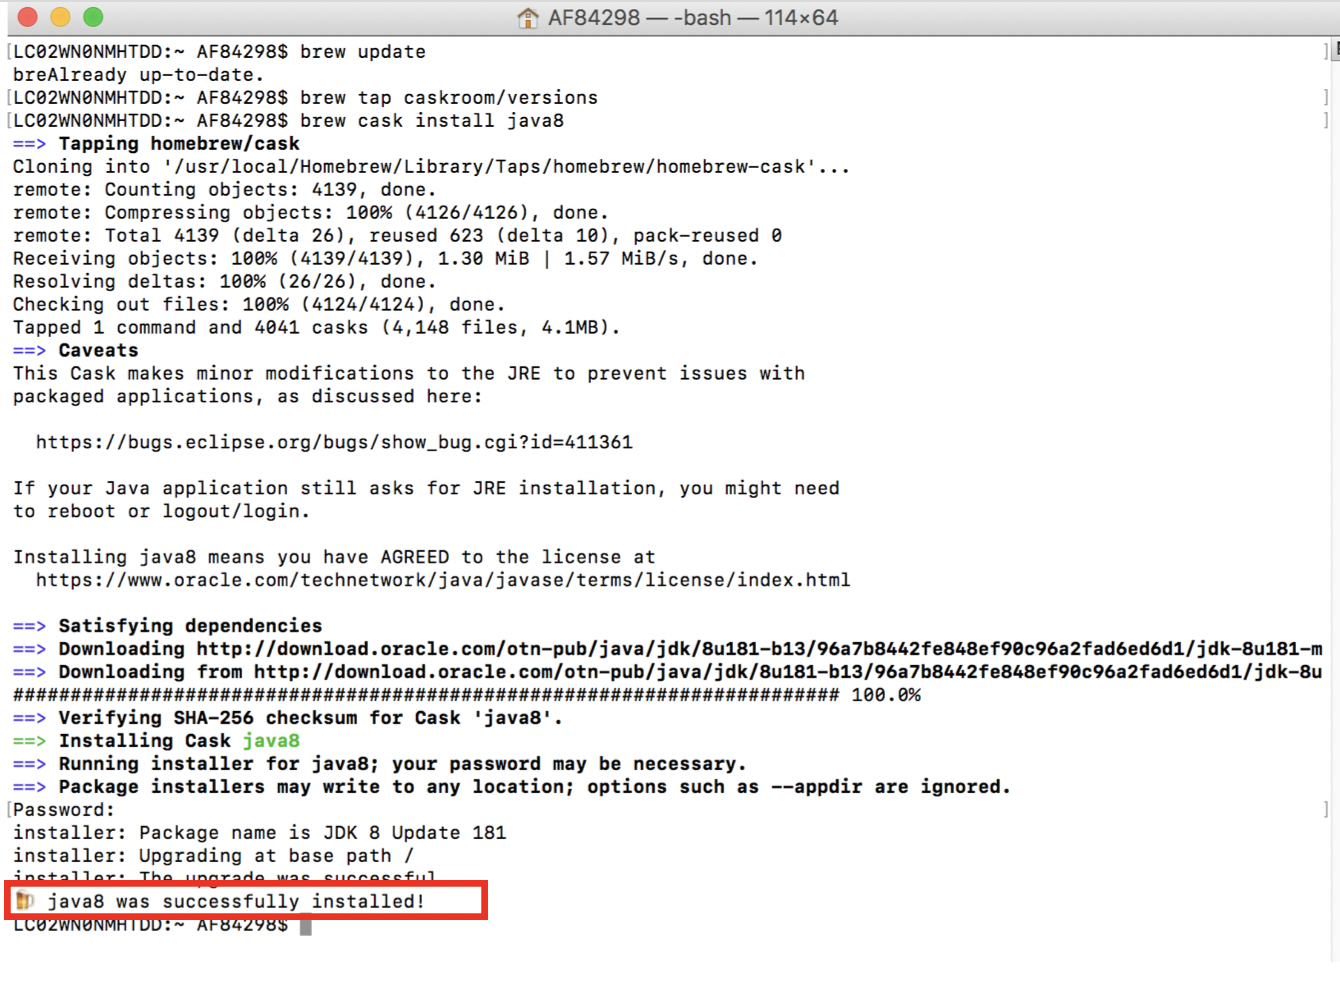 AF84298 — -bash — 114×64
[LC02WN0NMHTDD:~ AF84298$ brew update ]
breAlready up-to-date.
[LC02WN0NMHTDD:~ AF84298$ brew tap caskroom/versions ]
[LC02WN0NMHTDD:~ AF84298$ brew cask install java8 ]
==> Tapping homebrew/cask
Cloning into '/usr/local/Homebrew/Library/Taps/homebrew/homebrew-cask'...
remote: Counting objects: 4139, done.
remote: Compressing objects: 100% (4126/4126), done.
remote: Total 4139 (delta 26), reused 623 (delta 10), pack-reused 0
Receiving objects: 100% (4139/4139), 1.30 MiB | 1.57 MiB/s, done.
Resolving deltas: 100% (26/26), done.
Checking out files: 100% (4124/4124), done.
Tapped 1 command and 4041 casks (4,148 files, 4.1MB).
==> Caveats
This Cask makes minor modifications to the JRE to prevent issues with
packaged applications, as discussed here:
https://bugs.eclipse.org/bugs/show_bug.cgi?id=411361
If your Java application still asks for JRE installation, you might need
to reboot or logout/login.
Installing java8 means you have AGREED to the license at
https://www.oracle.com/technetwork/java/javase/terms/license/index.html
==> Satisfying dependencies
==> Downloading http://download.oracle.com/otn-pub/java/jdk/8u181-b13/96a7b8442fe848ef90c96a2fad6ed6d1/jdk-8u181-m
==> Downloading from http://download.oracle.com/otn-pub/java/jdk/8u181-b13/96a7b8442fe848ef90c96a2fad6ed6d1/jdk-8u
######################################################################## 100.0%
==> Verifying SHA-256 checksum for Cask 'java8'.
==> Installing Cask java8
==> Running installer for java8; your password may be necessary.
==> Package installers may write to any location; options such as --appdir are ignored.
[Password: ]
installer: Package name is JDK 8 Update 181
installer: Upgrading at base path /
installer: The upgrade was successful.
🍺 java8 was successfully installed!
LC02WN0NMHTDD:~ AF84298$